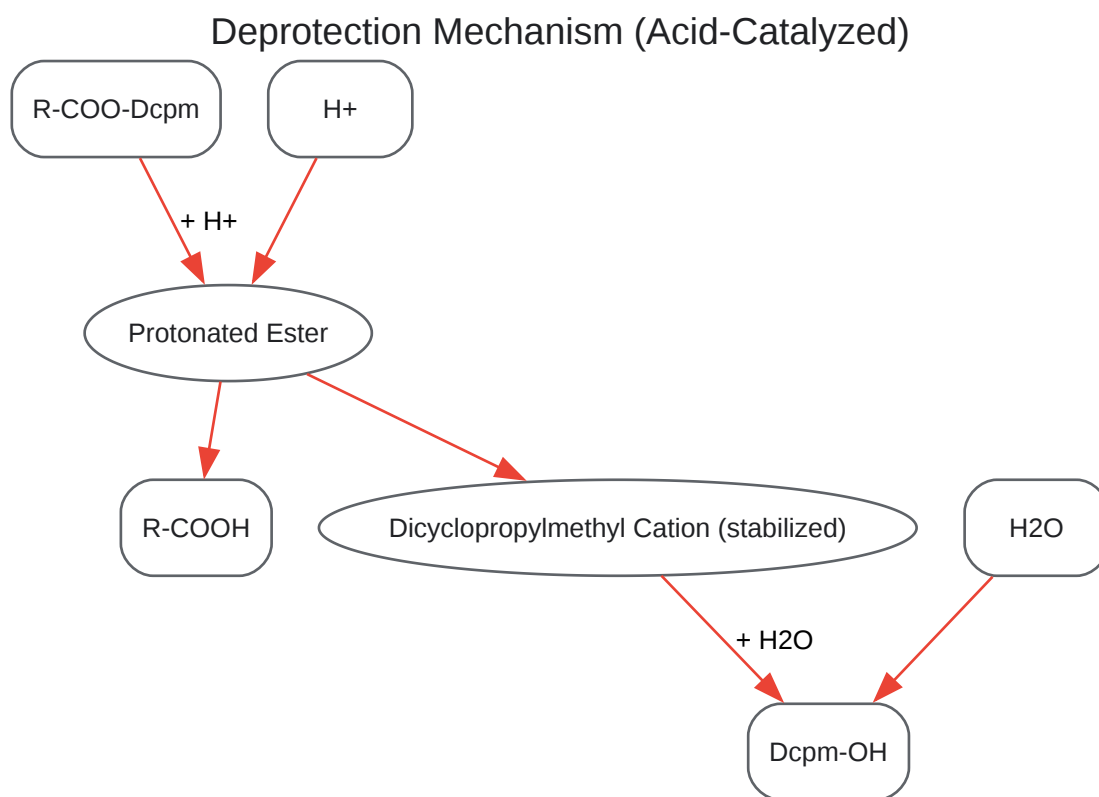 Deprotection Mechanism (Acid-Catalyzed)
R-COO-Dcpm
H+
+ H+
Protonated Ester
R-COOH
Dicyclopropylmethyl Cation (stabilized)
H2O
+ H2O
Dcpm-OH